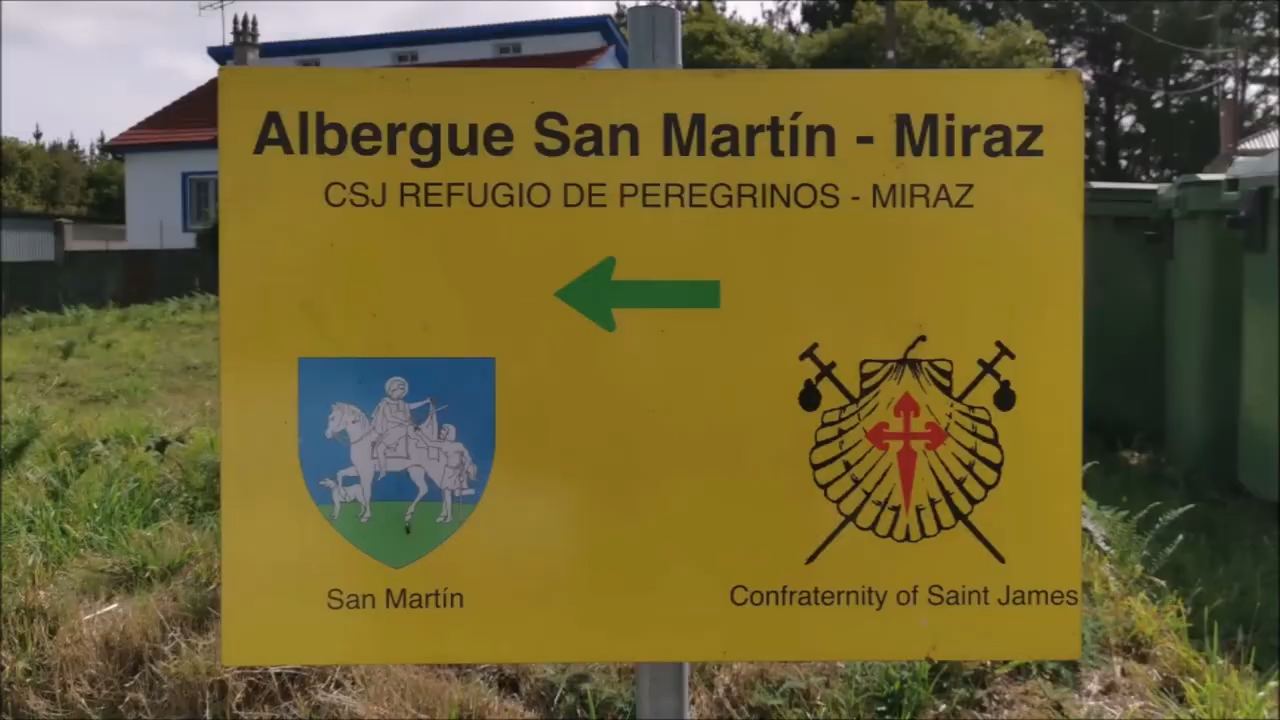 Albergue San Martín - Miraz
CSJ REFUGIO DE PEREGRINOS - MIRAZ
San Martín
Confraternity of Saint James